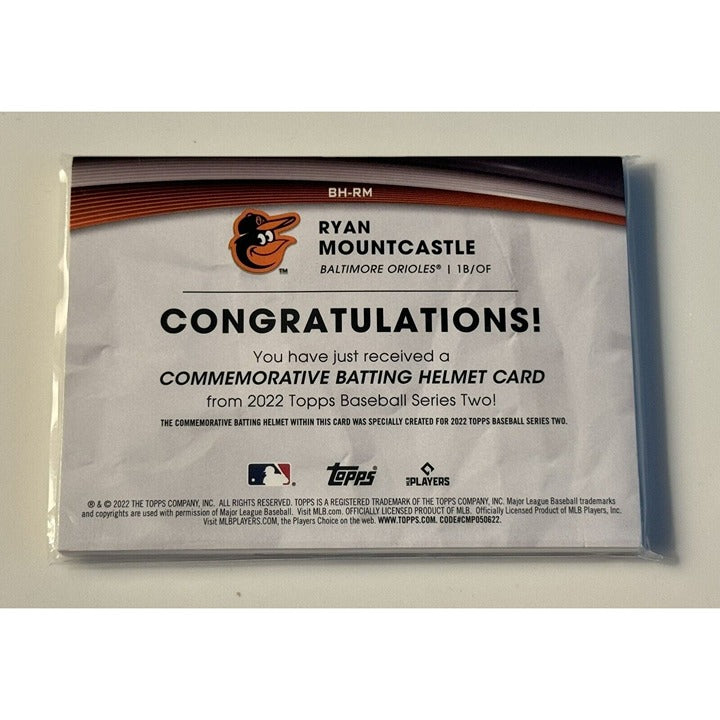 BH-RM
RYAN
MOUNTCASTLE
BALTIMORE ORIOLES® | 1B/OF
TM
CONGRATULATIONS!
You have just received a
COMMEMORATIVE BATTING HELMET CARD
from 2022 Topps Baseball Series Two!
THE COMMEMORATIVE BATTING HELMET WITHIN THIS CARD WAS SPECIALLY CREATED FOR 2022 TOPPS BASEBALL SERIES TWO.
Topps
MLB PLAYERS
® & © 2022 THE TOPPS COMPANY, INC. ALL RIGHTS RESERVED. TOPPS IS A REGISTERED TRADEMARK OF THE TOPPS COMPANY, INC. Major League Baseball trademarks
and copyrights are used with permission of Major League Baseball. Visit MLB.com. OFFICIALLY LICENSED PRODUCT OF MLB. Officially Licensed Product of MLB Players, Inc.
Visit MLBPLAYERS.COM, the Players Choice on the web. WWW.TOPPS.COM. CODE#CMP050622.